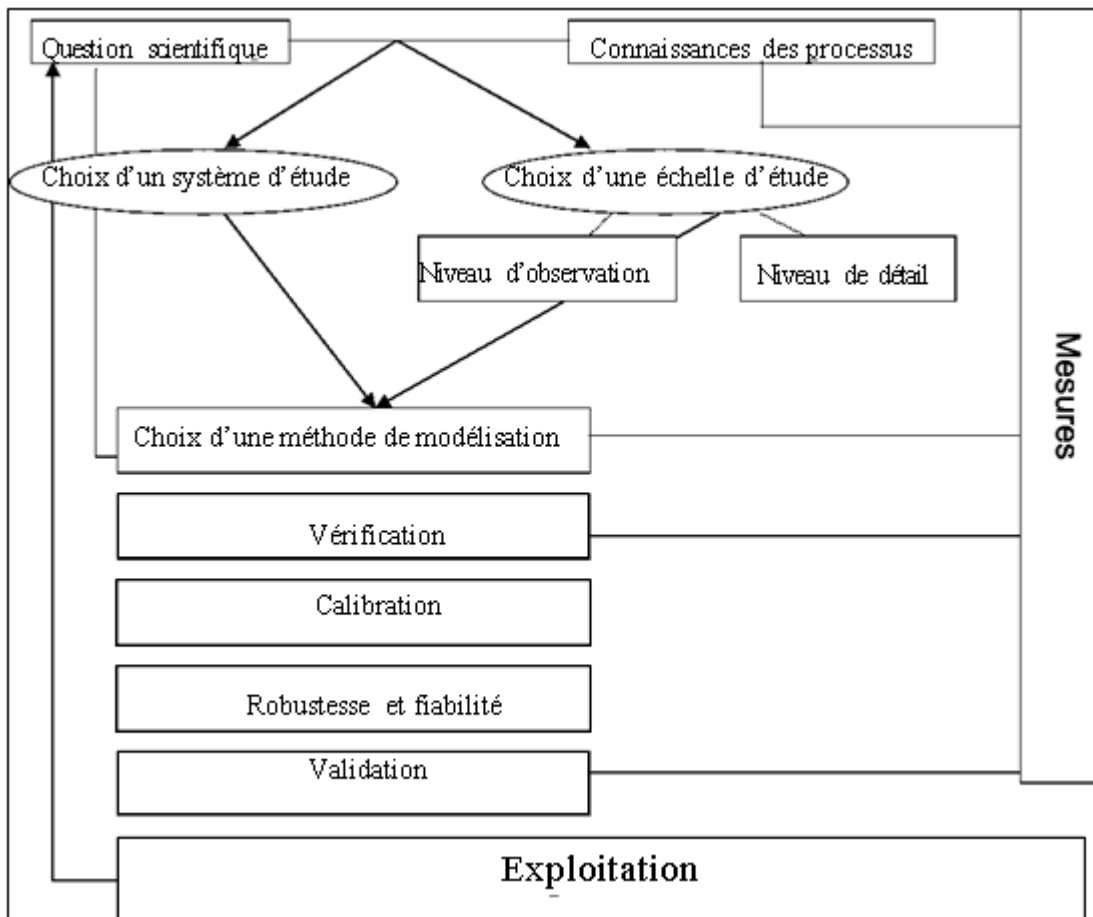 Question scientifique
Connaissances des processus
Choix d'un système d'étude
Choix d'une échelle d'étude
Niveau d'observation
Niveau de détail
Mesures
Choix d'une méthode de modélisation
Vérification
Calibration
Robustesse et fiabilité
Validation
Exploitation